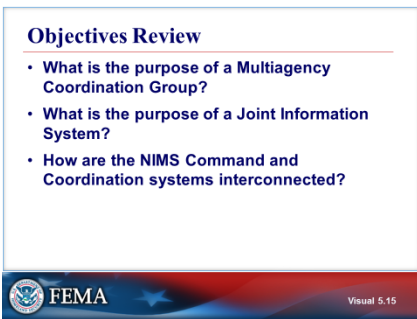 Objectives Review
• What is the purpose of a Multiagency
Coordination Group?
• What is the purpose of a Joint Information
System?
• How are the NIMS Command and
Coordination systems interconnected?
FEMA
Visual 5.15